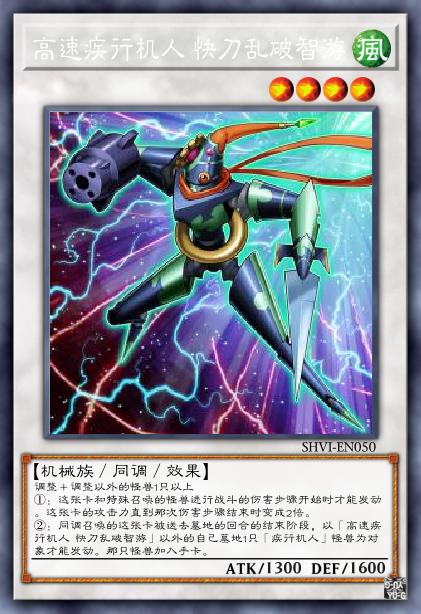 高速疾行机人 快刀乱破智游 風
SHVI-EN050
【机械族／同调／效果】
调整＋调整以外的怪兽1只以上
①：这张卡和特殊召唤的怪兽进行战斗的伤害步骤开始时才能发动
。这张卡的攻击力直到那次伤害步骤结束时变成2倍。
②：同调召唤的这张卡被送去墓地的回合的结束阶段，以「高速疾
行机人 快刀乱破智游」以外的自己墓地1只「疾行机人」怪兽为对
象才能发动。那只怪兽加入手卡。
ATK/1300 DEF/1600